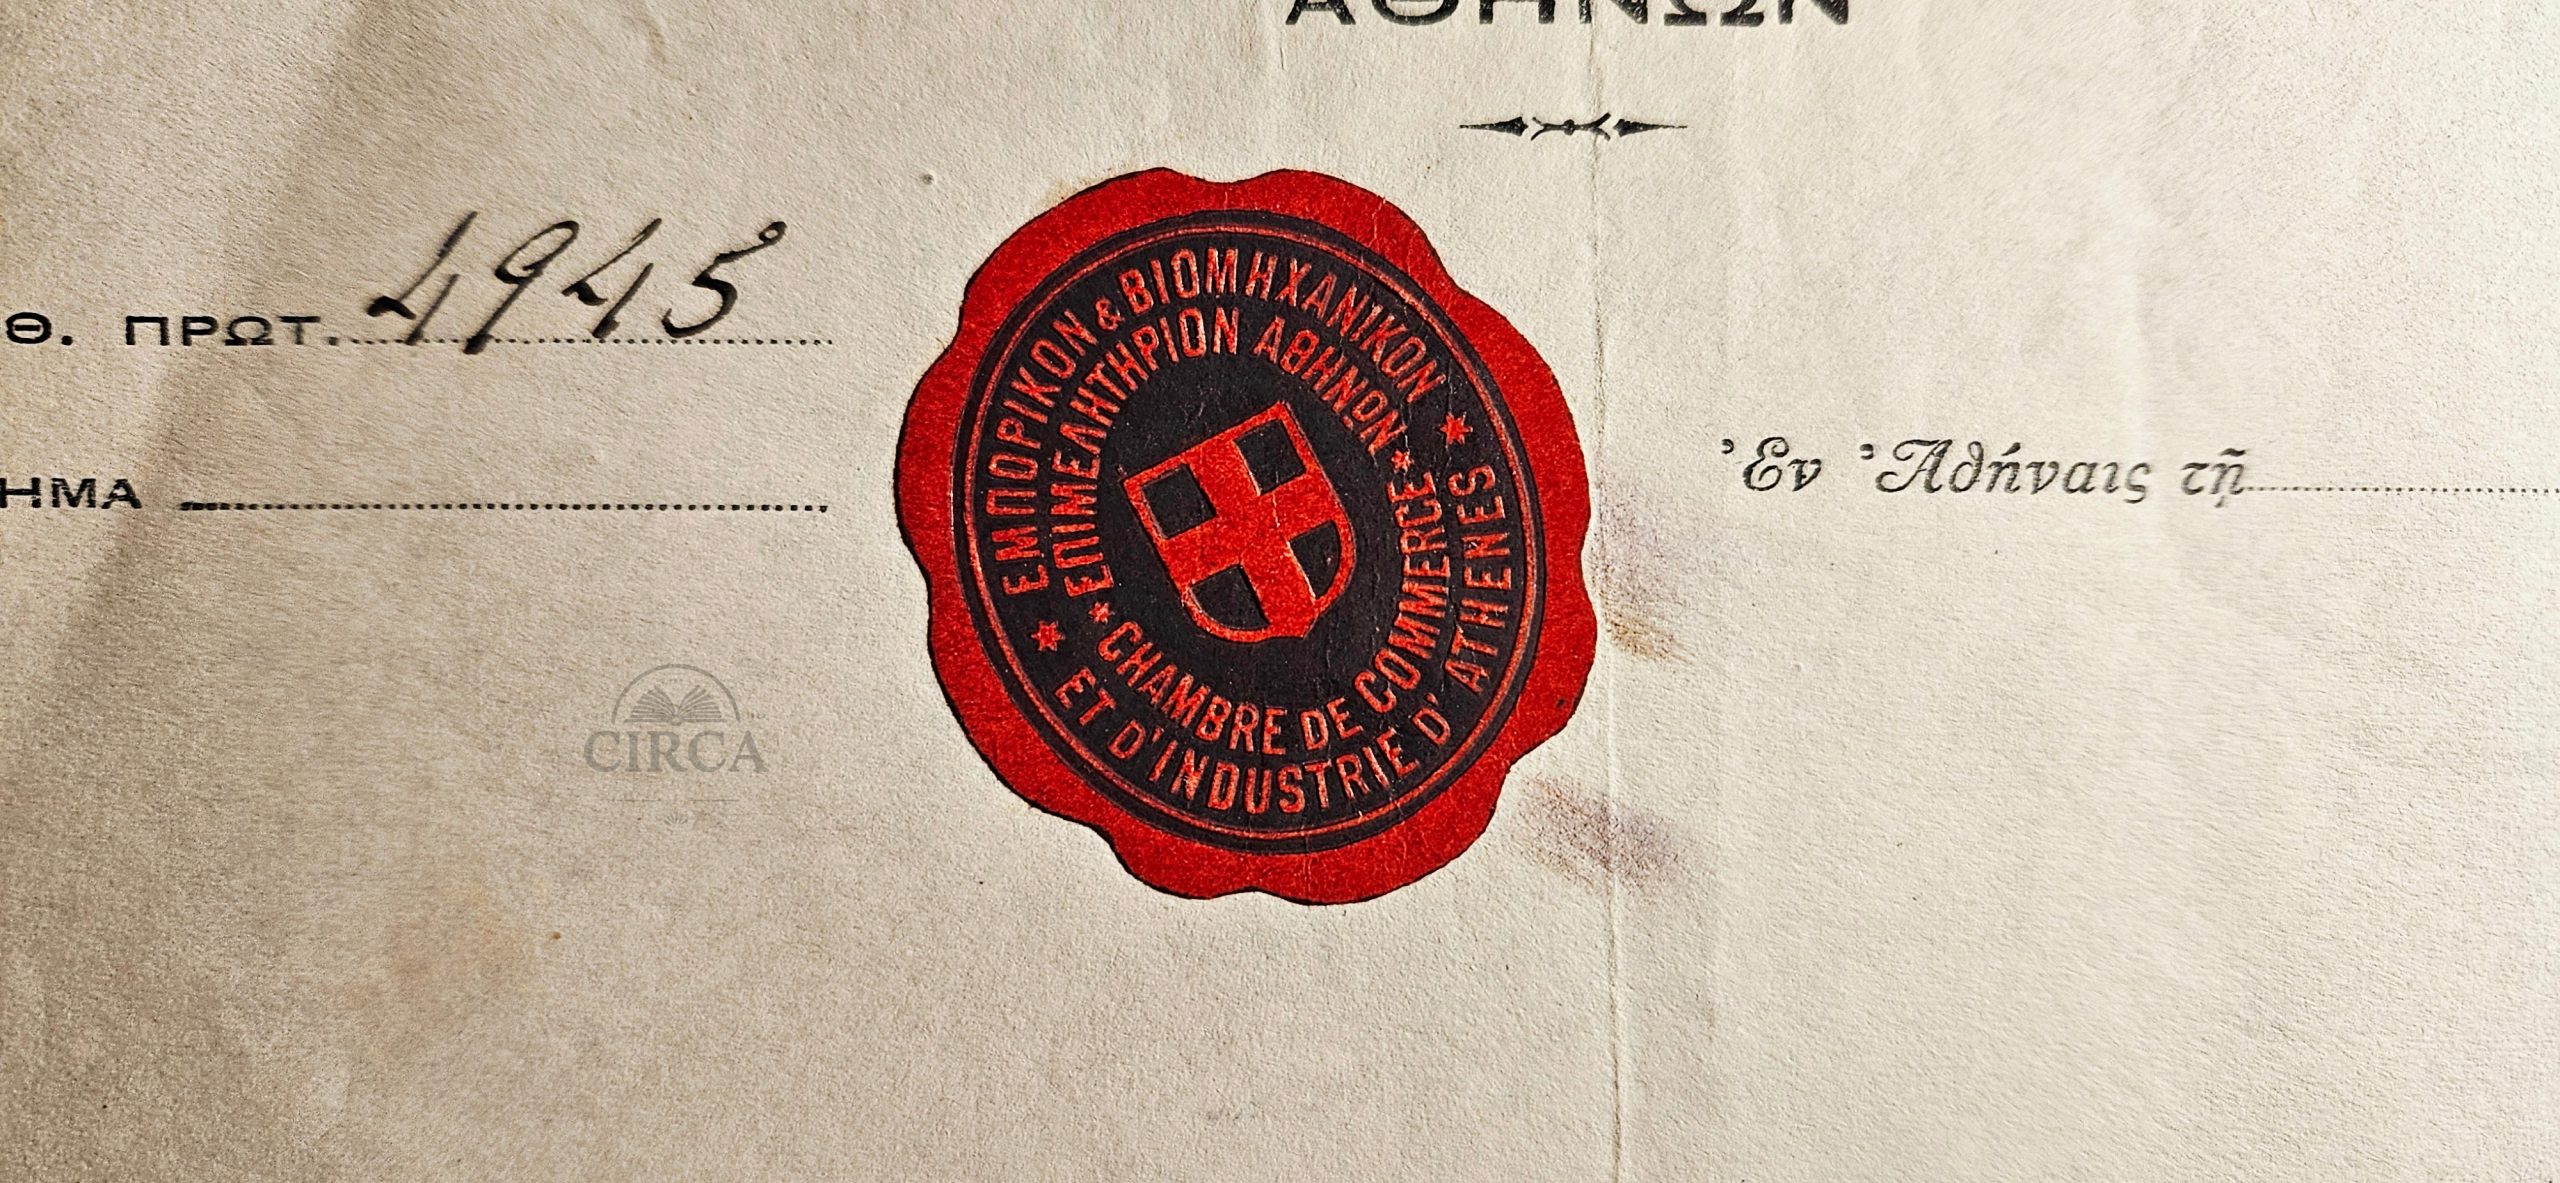 ΑΘΗΝΩΝ
Θ. ΠΡΩΤ. 4945
ΗΜΑ
ΕΜΠΟΡΙΚΟΝ & ΒΙΟΜΗΧΑΝΙΚΟΝ
ΕΠΙΜΕΛΗΤΗΡΙΟΝ ΑΘΗΝΩΝ
CHAMBRE DE COMMERCE
ET D'INDUSTRIE D'ATHENES
Ἐν Ἀθήναις τῇ
CIRCA